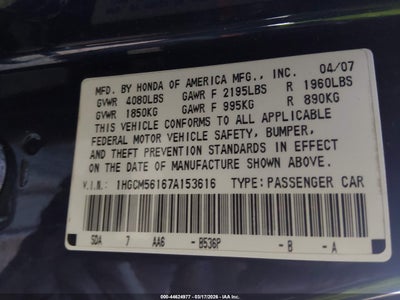 MFD. BY HONDA OF AMERICA MFG., INC. 04/07
GVWR 4080LBS GAWR F 2195LBS R 1960LBS
GVWR 1850KG GAWR F 995KG R 890KG
THIS VEHICLE CONFORMS TO ALL APPLICABLE
FEDERAL MOTOR VEHICLE SAFETY, BUMPER,
AND THEFT PREVENTION STANDARDS IN EFFECT
ON THE DATE OF MANUFACTURE SHOWN ABOVE.
V.I.N.: 1HGCM56167A153616 TYPE: PASSENGER CAR
SDA 7 AA6 - B536P - B - A
000-44624977 - 03/17/2026 - IAA, Inc.